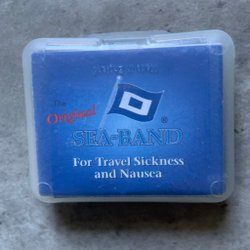 The
Original
SEA-BAND®
For Travel Sickness
and Nausea